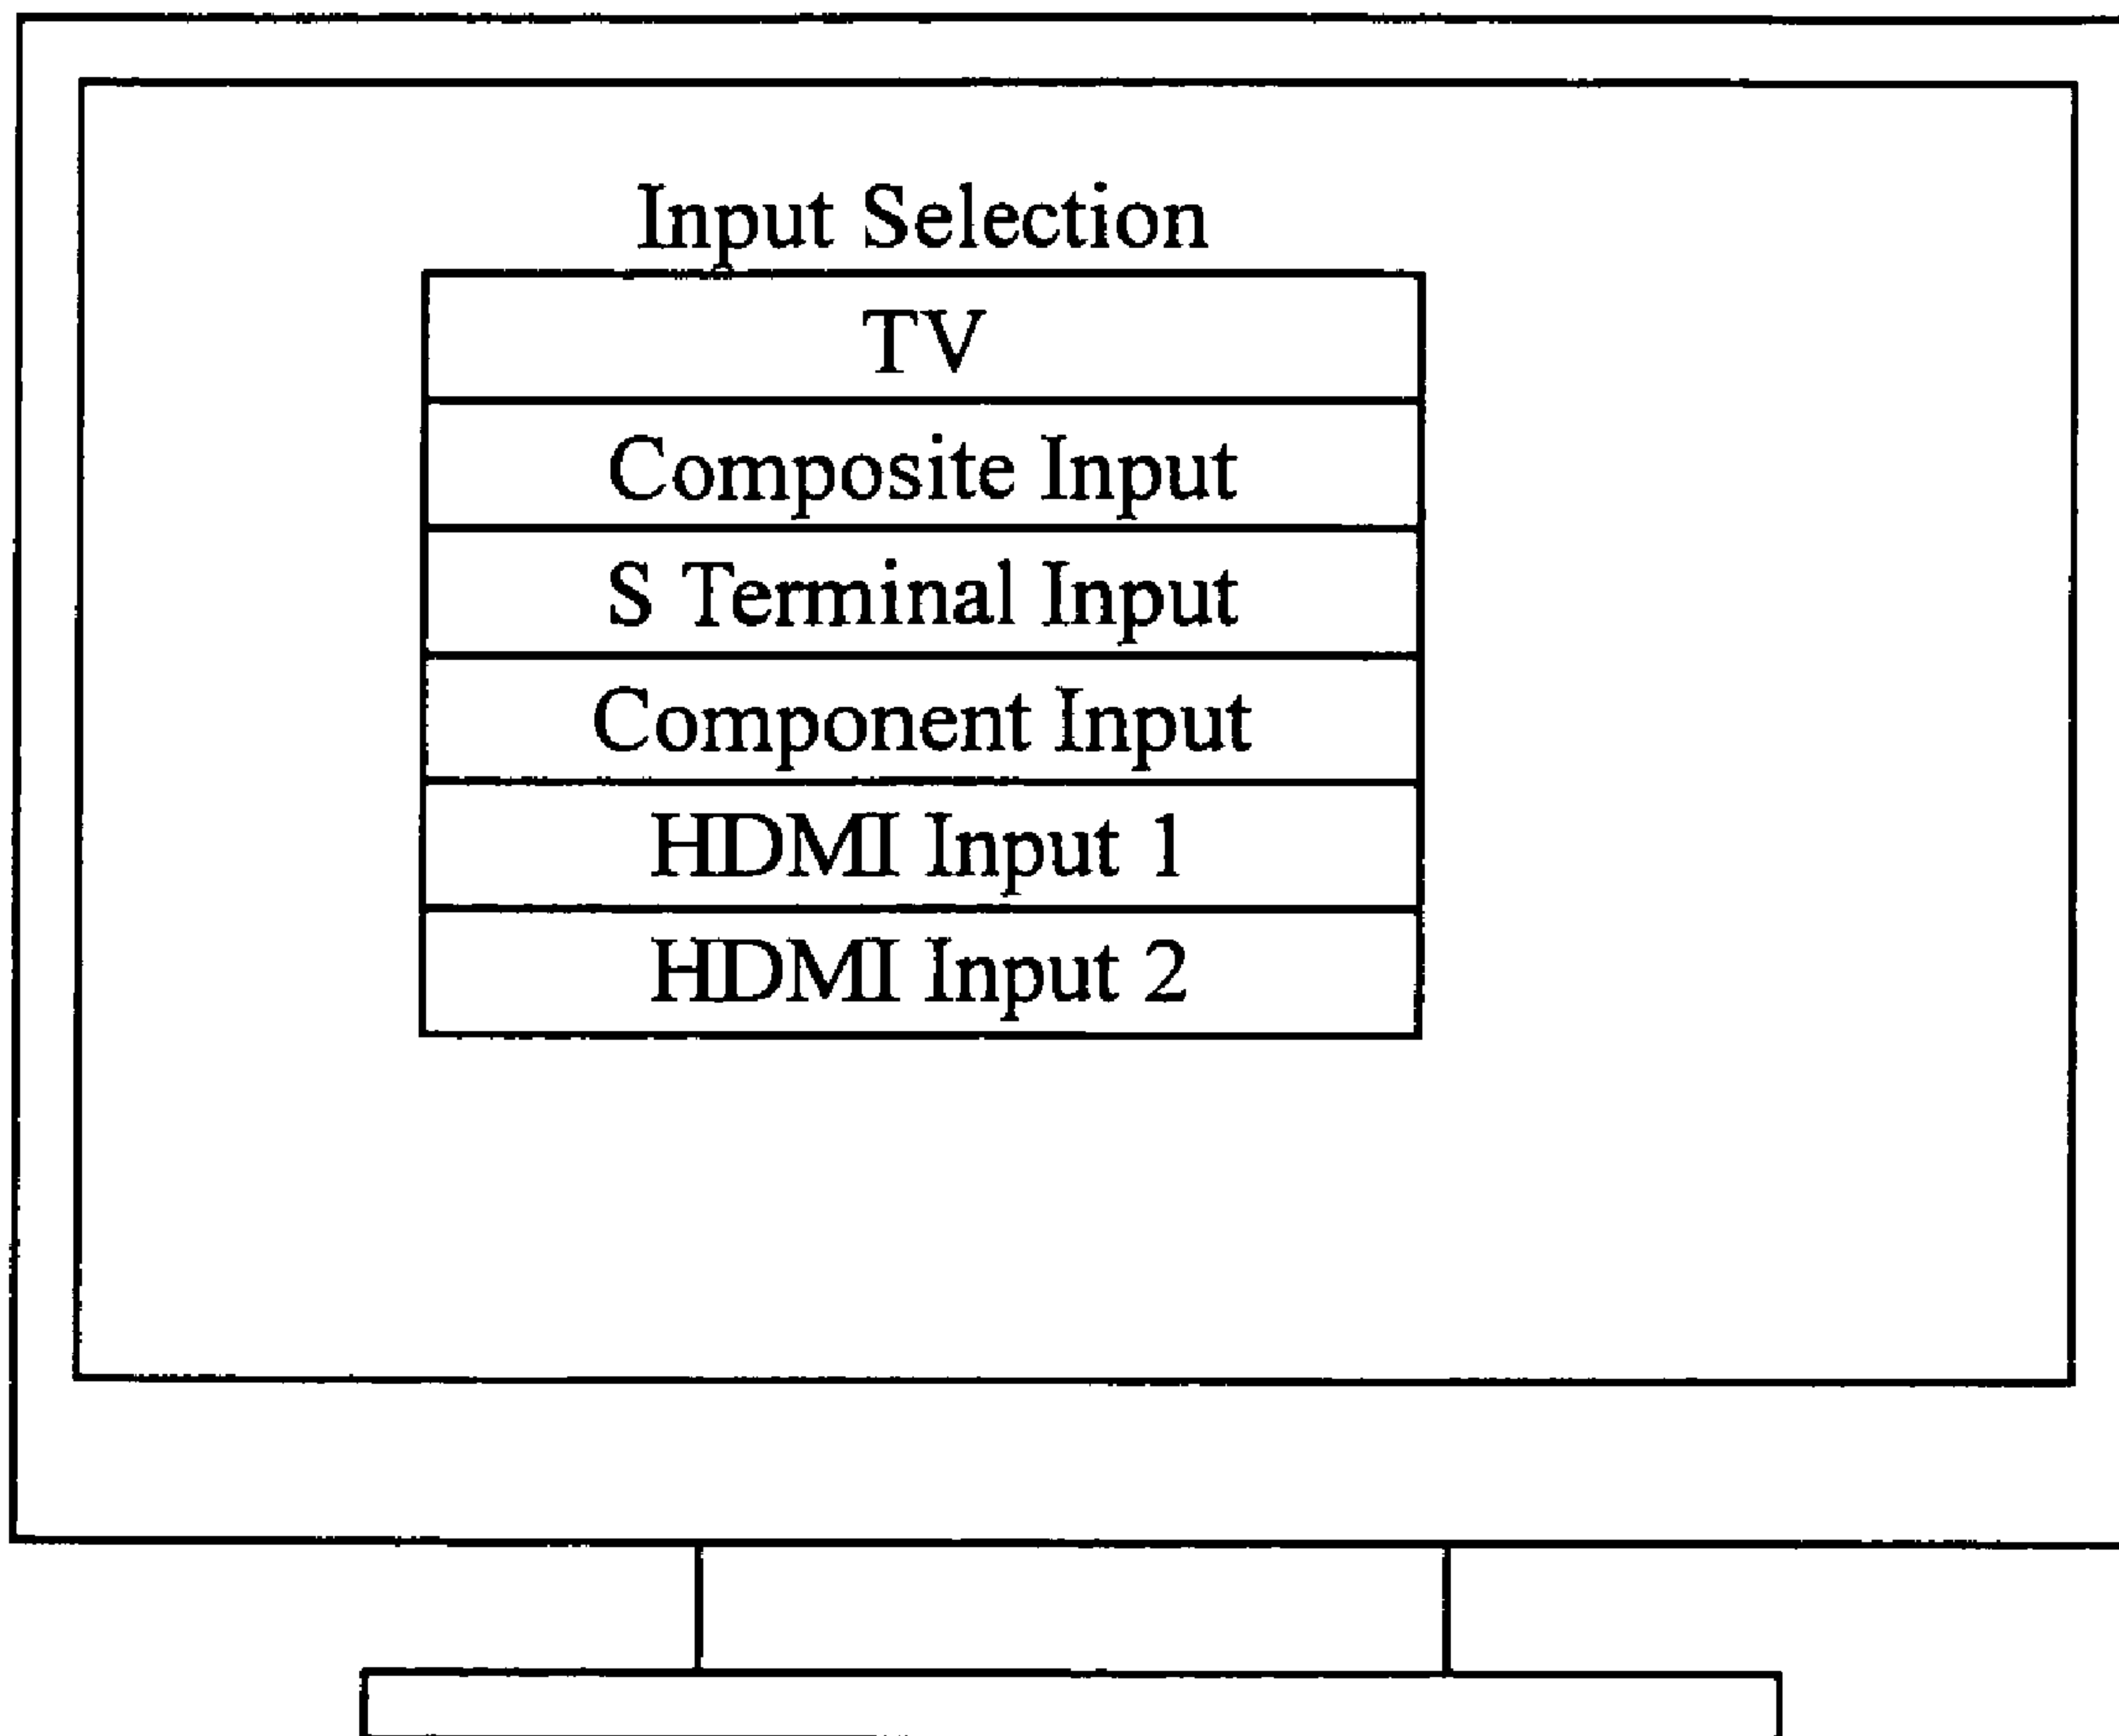 Input Selection
TV
Composite Input
S Terminal Input
Component Input
HDMI Input 1
HDMI Input 2